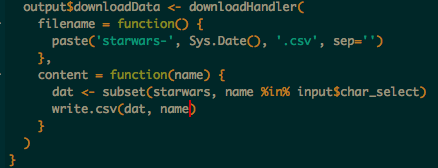 output$downloadData <- downloadHandler(
filename = function() {
paste('starwars-', Sys.Date(), '.csv', sep='')
},
content = function(name) {
dat <- subset(starwars, name %in% input$char_select)
write.csv(dat, name)
}
)
}